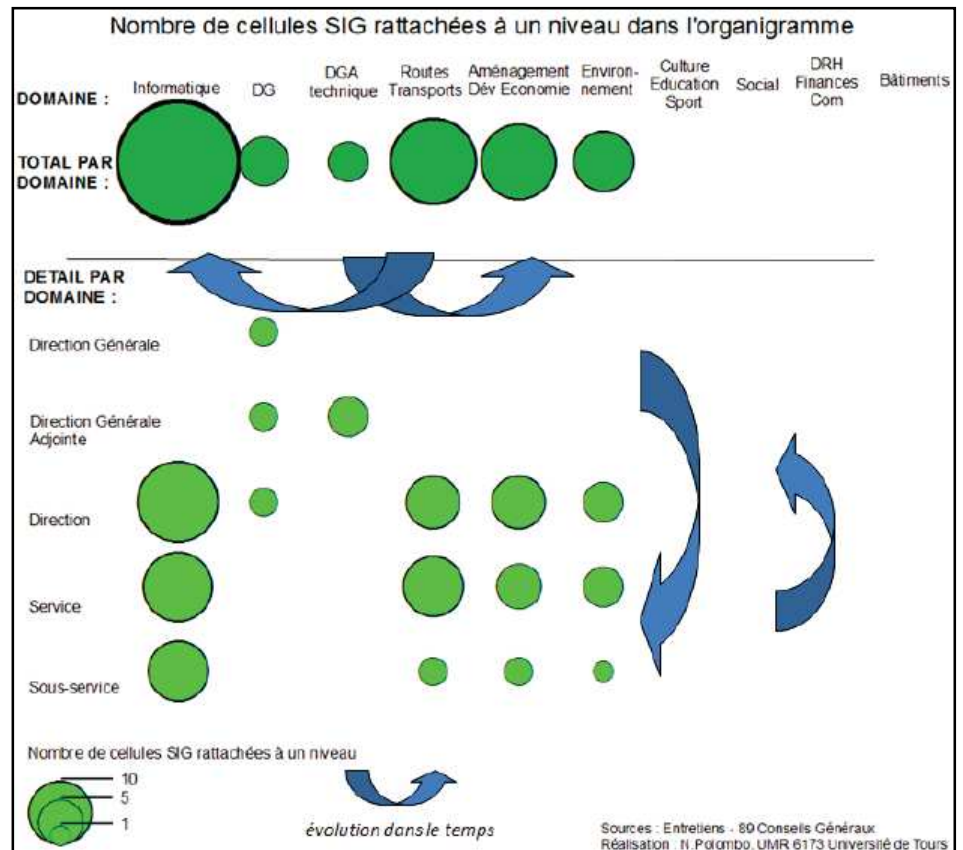 Nombre de cellules SIG rattachées à un niveau dans l'organigramme
DOMAINE :
Informatique
DG
DGA
technique
Routes
Transports
Aménagement
Dév Economie
Environ-
nement
Culture
Education
Sport
Social
DRH
Finances
Com
Bâtiments
TOTAL PAR
DOMAINE :
DETAIL PAR
DOMAINE :
Direction Générale
Direction Générale
Adjointe
Direction
Service
Sous-service
Nombre de cellules SIG rattachées à un niveau
10
5
1
évolution dans le temps
Sources : Entretiens - 89 Conseils Généraux
Réalisation : N.Polombo, UMR 6173 Université de Tours